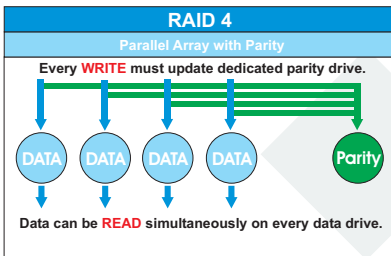 RAID 4
Parallel Array with Parity
Every WRITE must update dedicated parity drive.
DATA DATA DATA DATA Parity
Data can be READ simultaneously on every data drive.